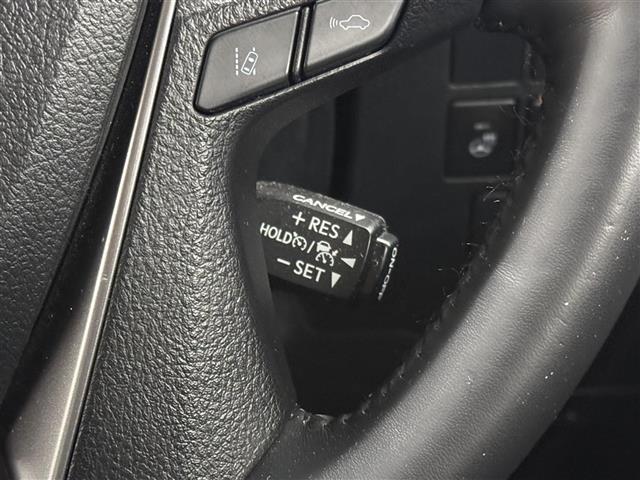 CANCEL▼
+ RES ▲
HOLD / ◀
− SET ▼
ON-OFF